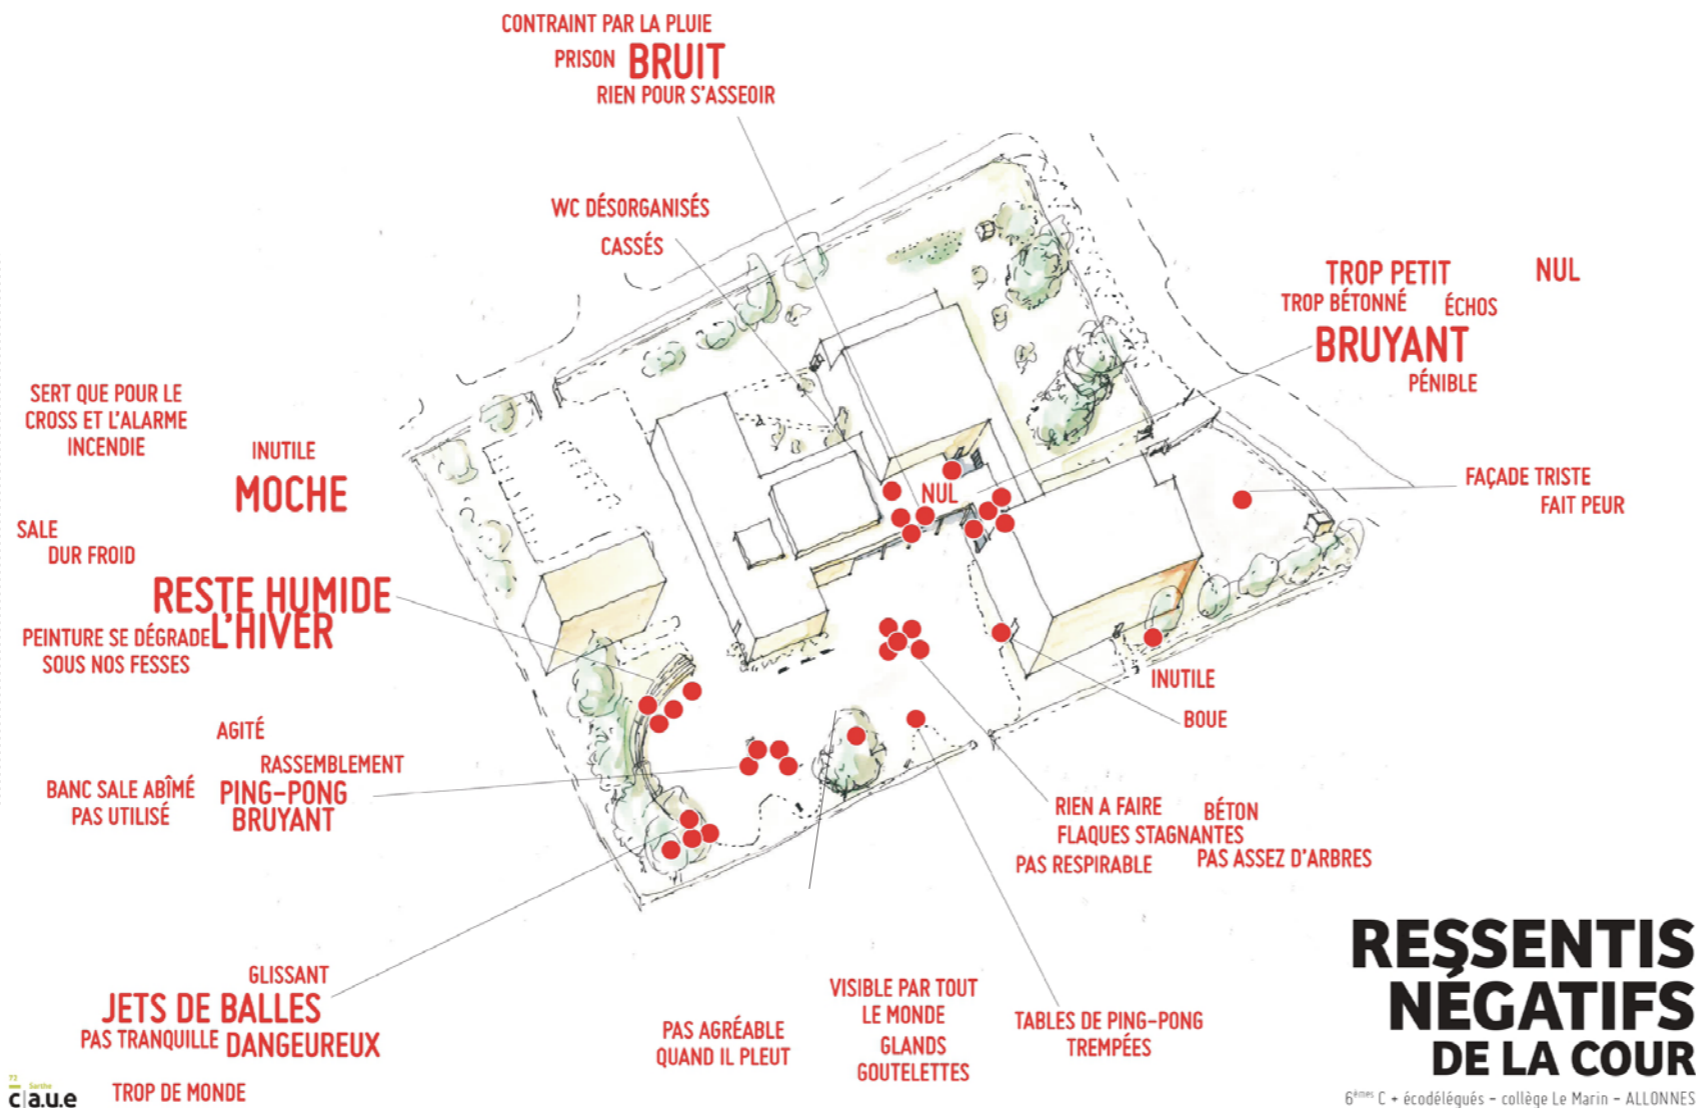 CONTRAINT PAR LA PLUIE
PRISON BRUIT
RIEN POUR S'ASSEOIR
WC DÉSORGANISÉS
CASSÉS
TROP PETIT NUL
TROP BÉTONNÉ ÉCHOS
BRUYANT
PÉNIBLE
SERT QUE POUR LE
CROSS ET L'ALARME
INCENDIE
INUTILE
MOCHE
SALE
DUR FROID
RESTE HUMIDE
L'HIVER
PEINTURE SE DÉGRADE
SOUS NOS FESSES
NUL
FAÇADE TRISTE
FAIT PEUR
INUTILE
BOUE
AGITÉ
RASSEMBLEMENT
BANC SALE ABÎMÉ
PAS UTILISÉ
PING-PONG
BRUYANT
RIEN A FAIRE
BÉTON
FLAQUES STAGNANTES
PAS RESPIRABLE
PAS ASSEZ D'ARBRES
GLISSANT
JETS DE BALLES
PAS TRANQUILLE DANGEUREUX
TROP DE MONDE
PAS AGRÉABLE
QUAND IL PLEUT
VISIBLE PAR TOUT
LE MONDE
GLANDS
GOUTELETTES
TABLES DE PING-PONG
TREMPÉES
RESSENTIS
NÉGATIFS
DE LA COUR
6èmes C + écodélégués - collège Le Marin - ALLONNES
72
Sarthe
c|a.u.e